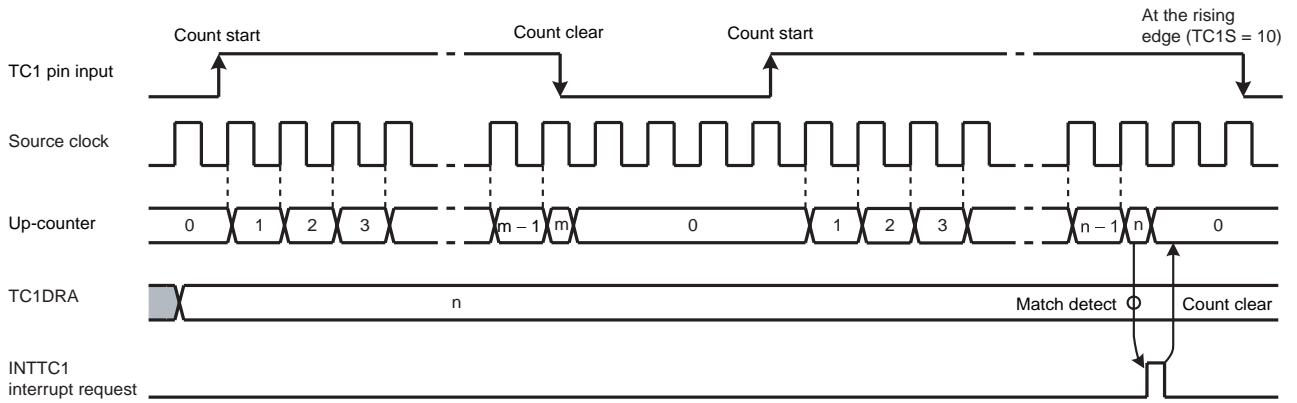 At the rising
edge (TC1S = 10)
Count start
Count clear
Count start
TC1 pin input
Source clock
Up-counter
0 1 2 3 m – 1 m 0 1 2 3 n – 1 n 0
TC1DRA
n
Match detect
Count clear
INTTC1
interrupt request